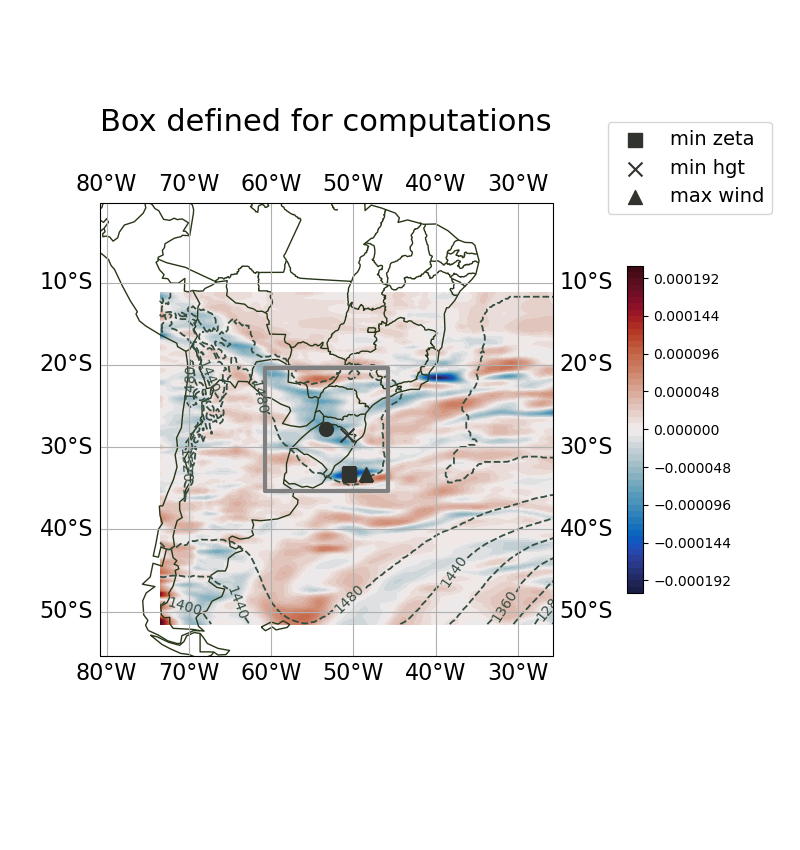 Box defined for computations
min zeta
min hgt
max wind
80°W 70°W 60°W 50°W 40°W 30°W
10°S 10°S
20°S 20°S
30°S 30°S
40°S 40°S
50°S 50°S
80°W 70°W 60°W 50°W 40°W 30°W
0.000192
0.000144
0.000096
0.000048
0.000000
−0.000048
−0.000096
−0.000144
−0.000192
1480
1440
1400
1440
1480
1360